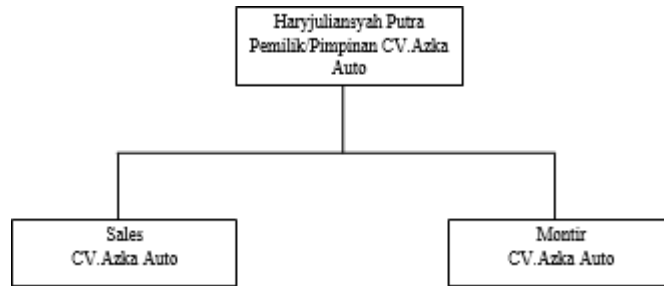 Haryjuliansyah Putra
Pemilik/Pimpinan CV.Azka
Auto
Sales
CV.Azka Auto
Montir
CV.Azka Auto